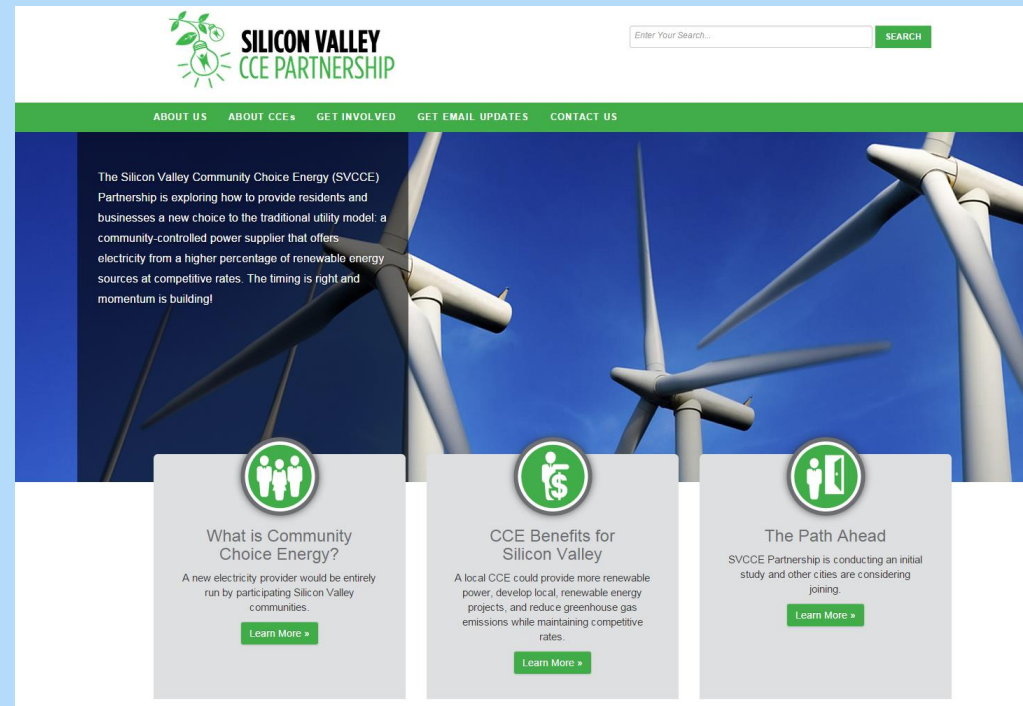 SILICON VALLEY
CCE PARTNERSHIP
Enter Your Search...
SEARCH
ABOUT US
ABOUT CCEs
GET INVOLVED
GET EMAIL UPDATES
CONTACT US
The Silicon Valley Community Choice Energy (SVCCE)
Partnership is exploring how to provide residents and
businesses a new choice to the traditional utility model: a
community-controlled power supplier that offers
electricity from a higher percentage of renewable energy
sources at competitive rates. The timing is right and
momentum is building!
What is Community
Choice Energy?
A new electricity provider would be entirely
run by participating Silicon Valley
communities.
Learn More »
CCE Benefits for
Silicon Valley
A local CCE could provide more renewable
power, develop local, renewable energy
projects, and reduce greenhouse gas
emissions while maintaining competitive
rates.
Learn More »
The Path Ahead
SVCCE Partnership is conducting an initial
study and other cities are considering
joining.
Learn More »